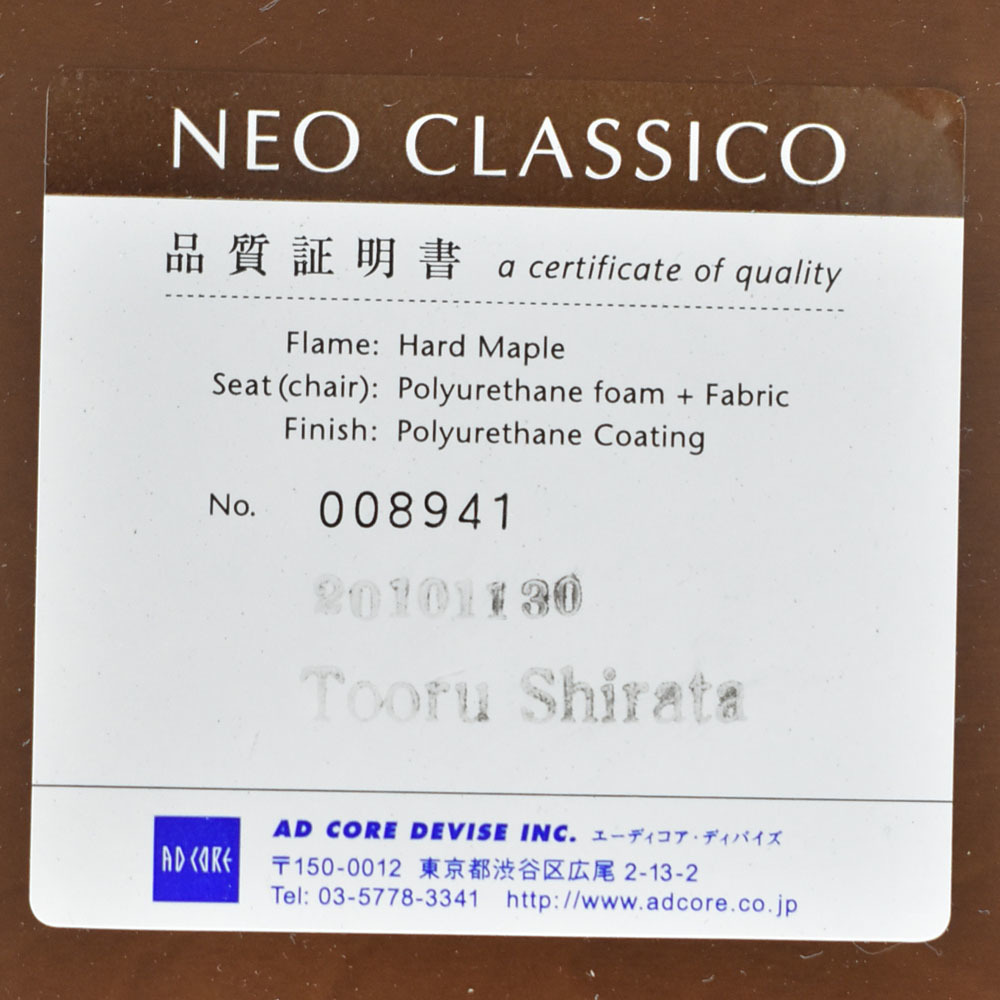 NEO CLASSICO
品質証明書 a certificate of quality
Flame: Hard Maple
Seat (chair): Polyurethane foam + Fabric
Finish: Polyurethane Coating
No. 008941
20101130
Tooru Shirata
AD CORE
AD CORE DEVISE INC. エーディコア・ディバイズ
〒150-0012 東京都渋谷区広尾 2-13-2
Tel: 03-5778-3341 http://www.adcore.co.jp